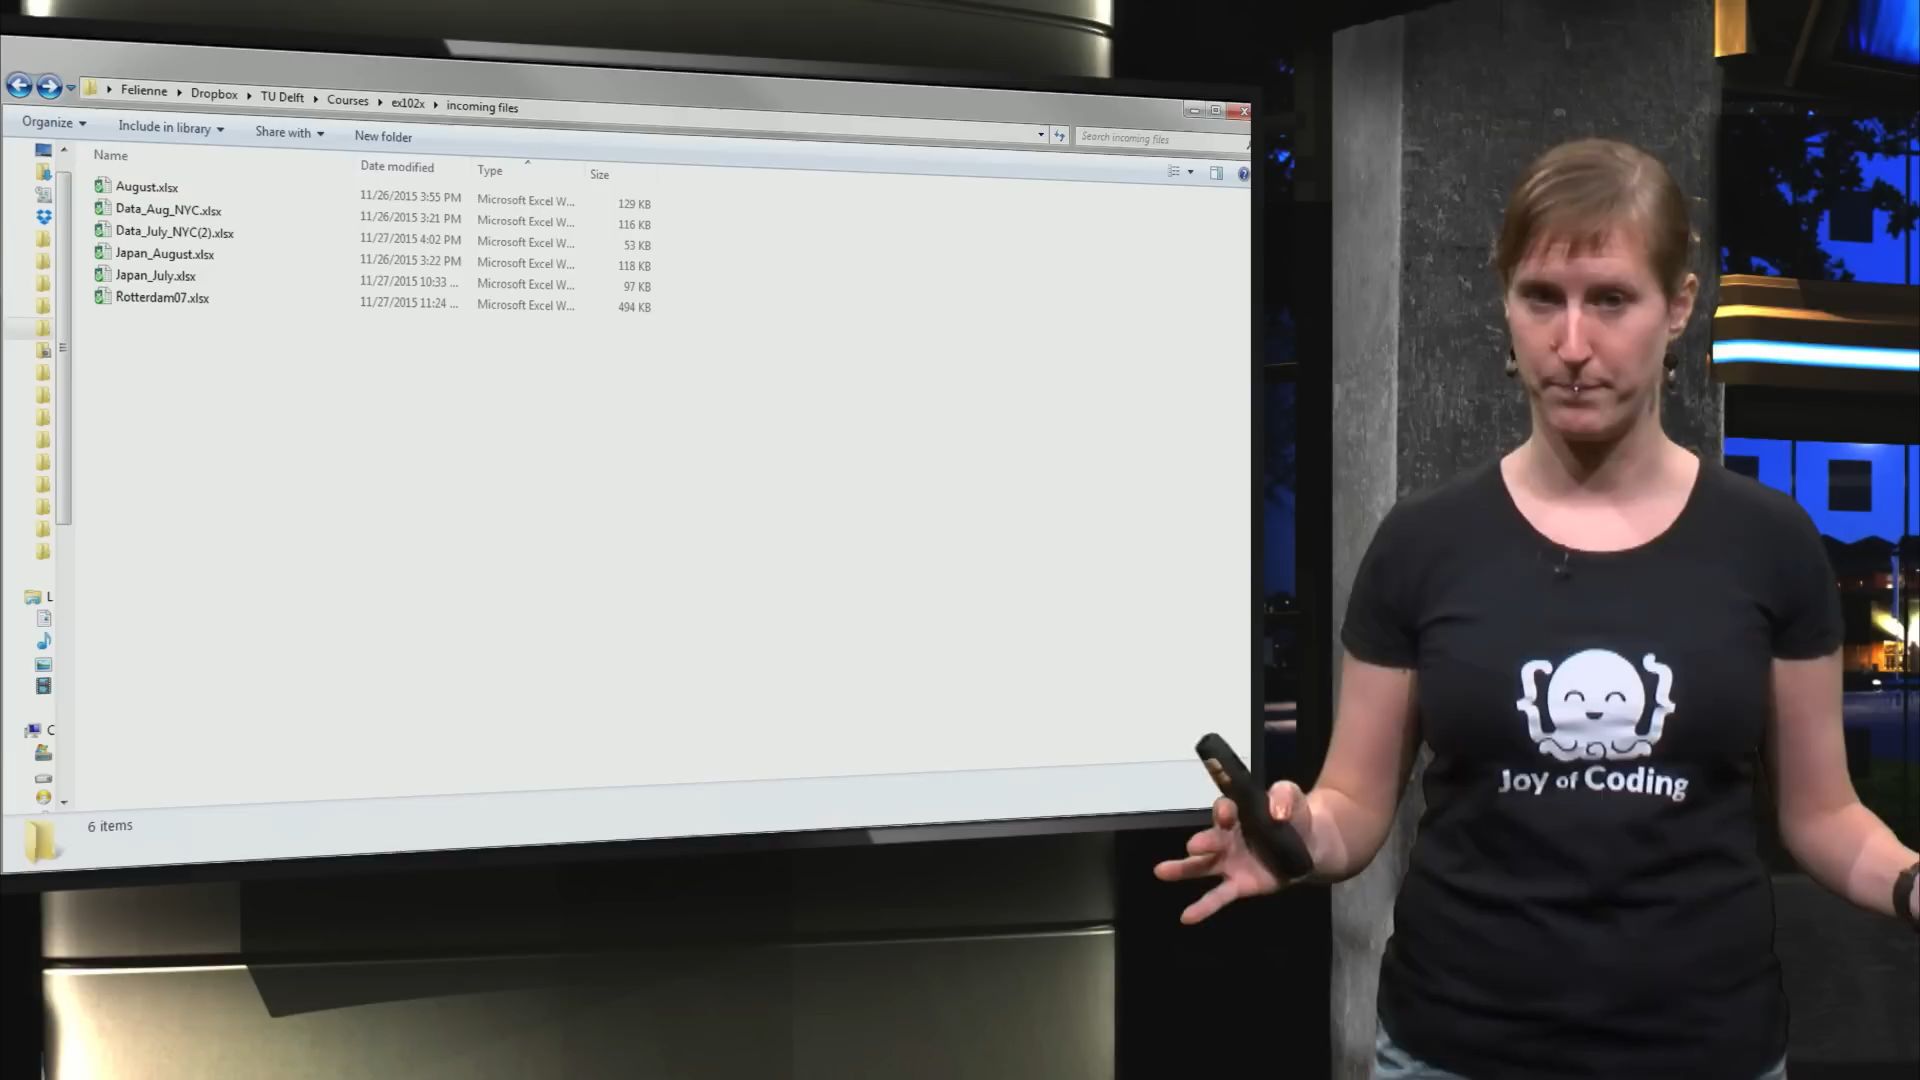 Felienne Dropbox TU Delft Courses ex102x incoming files
Search incoming files
Organize Include in library Share with New folder
Name Date modified Type Size
August.xlsx 11/26/2015 3:55 PM Microsoft Excel W... 129 KB
Data_Aug_NYC.xlsx 11/26/2015 3:21 PM Microsoft Excel W... 116 KB
Data_July_NYC(2).xlsx 11/27/2015 4:02 PM Microsoft Excel W... 53 KB
Japan_August.xlsx 11/26/2015 3:22 PM Microsoft Excel W... 118 KB
Japan_July.xlsx 11/27/2015 10:33 ... Microsoft Excel W... 97 KB
Rotterdam07.xlsx 11/27/2015 11:24 ... Microsoft Excel W... 494 KB
L
C
6 items
Joy of Coding